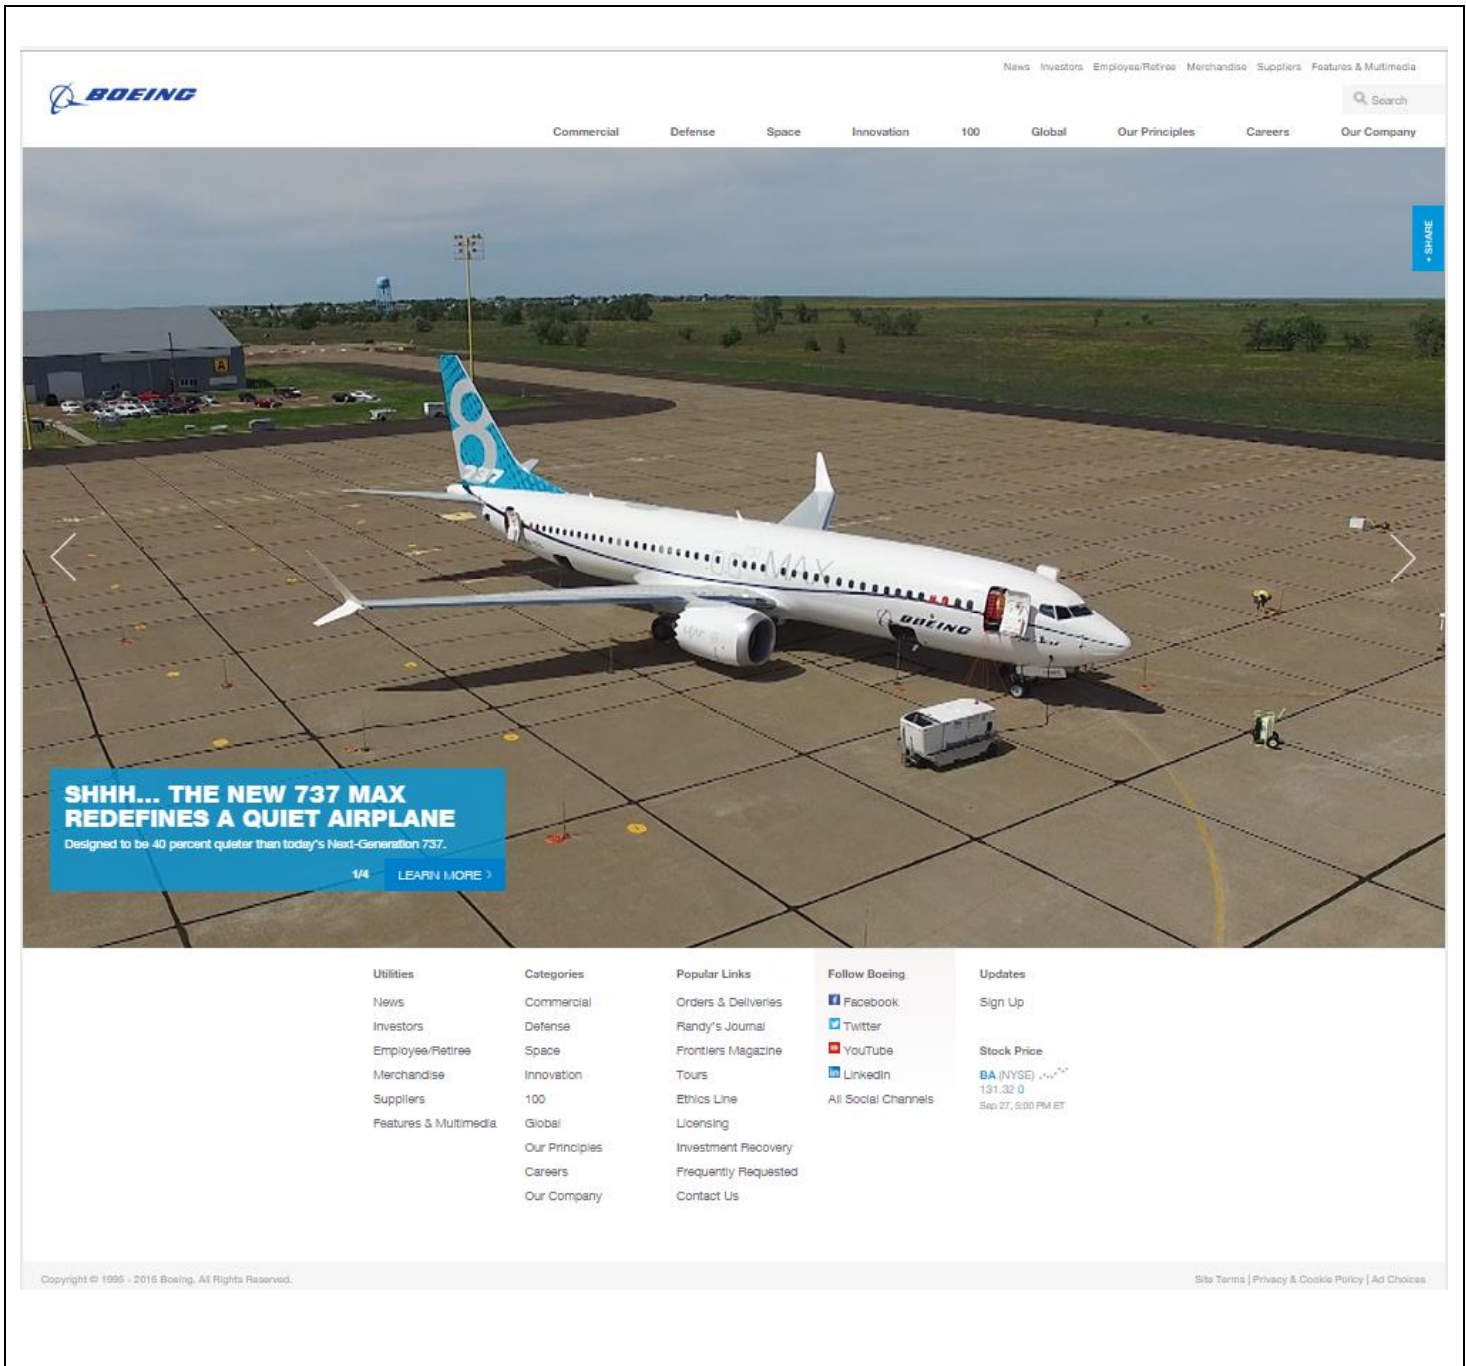 News Investors Employee/Retiree Merchandise Suppliers Features & Multimedia
BOEING
Search
Commercial Defense Space Innovation 100 Global Our Principles Careers Our Company
+ SHARE
A
8
737
MAX
BOEING
SHHH... THE NEW 737 MAX
REDEFINES A QUIET AIRPLANE
Designed to be 40 percent quieter than today's Next-Generation 737.
1/4 LEARN MORE >
Utilities
News
Investors
Employee/Retiree
Merchandise
Suppliers
Features & Multimedia
Categories
Commercial
Defense
Space
Innovation
100
Global
Our Principles
Careers
Our Company
Popular Links
Orders & Deliveries
Randy's Journal
Frontiers Magazine
Tours
Ethics Line
Licensing
Investment Recovery
Frequently Requested
Contact Us
Follow Boeing
Facebook
Twitter
YouTube
LinkedIn
All Social Channels
Updates
Sign Up
Stock Price
BA (NYSE)
131.32 0
Sep 27, 5:00 PM ET
Copyright © 1995 - 2016 Boeing. All Rights Reserved.
Site Terms | Privacy & Cookie Policy | Ad Choices